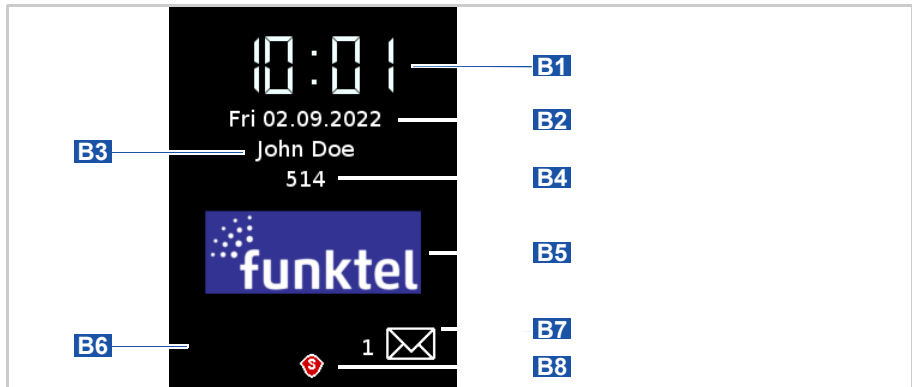 10:01 B1
Fri 02.09.2022 B2
B3 John Doe
514 B4
funktel B5
B6 1 B7
S B8